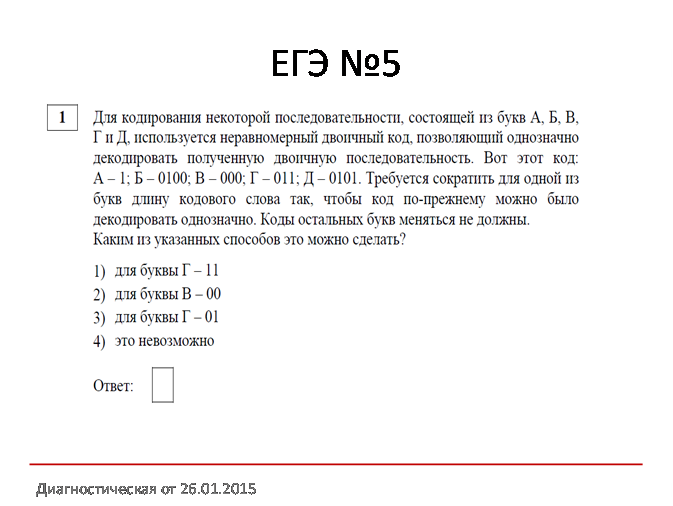 ЕГЭ №5
1
Для кодирования некоторой последовательности, состоящей из букв А, Б, В,
Г и Д, используется неравномерный двоичный код, позволяющий однозначно
декодировать полученную двоичную последовательность. Вот этот код:
А – 1; Б – 0100; В – 000; Г – 011; Д – 0101. Требуется сократить для одной из
букв длину кодового слова так, чтобы код по-прежнему можно было
декодировать однозначно. Коды остальных букв меняться не должны.
Каким из указанных способов это можно сделать?
1) для буквы Г – 11
2) для буквы В – 00
3) для буквы Г – 01
4) это невозможно
Ответ:
Диагностическая от 26.01.2015